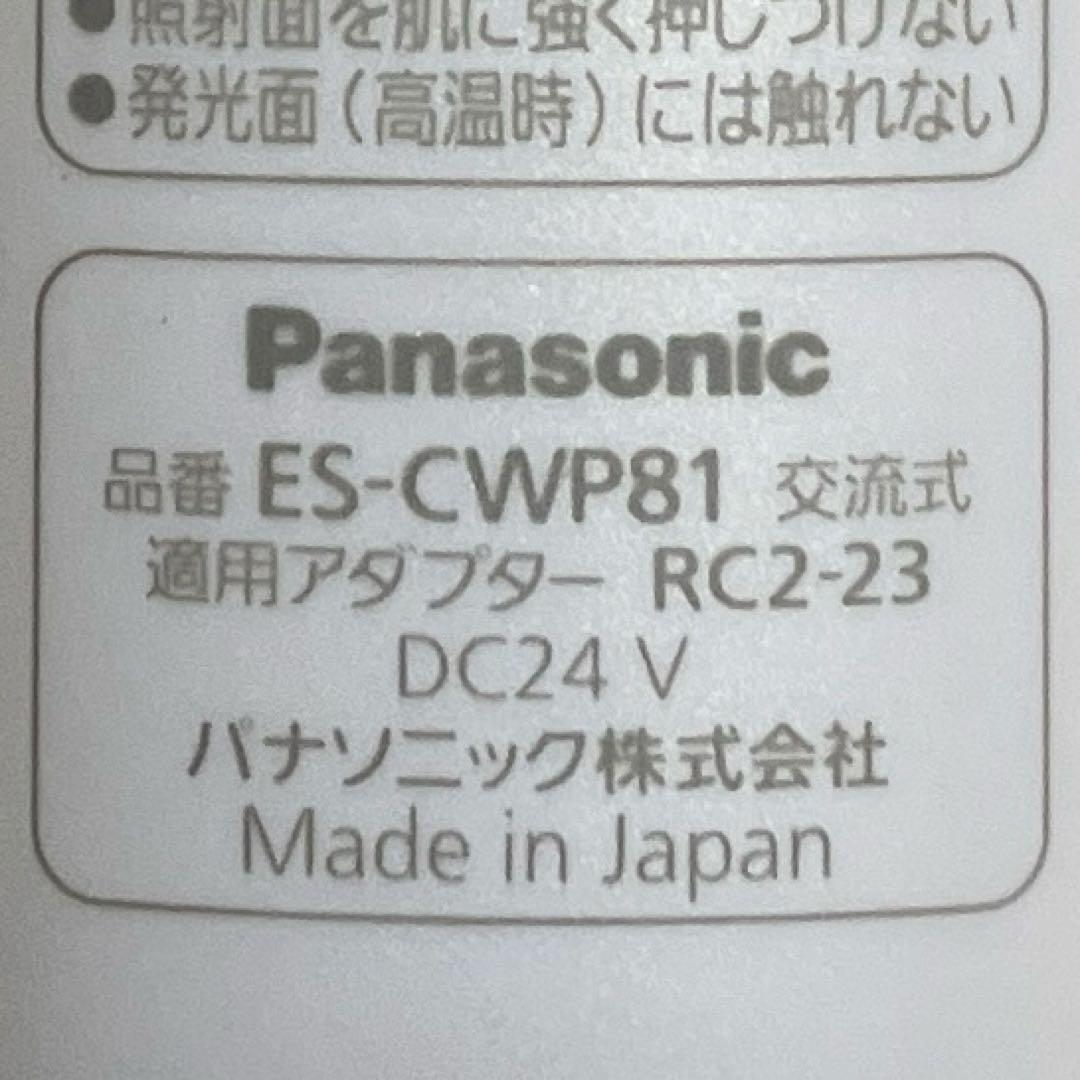 ●照射面を肌に強く押しつけない
●発光面(高温時)には触れない
Panasonic
品番 ES-CWP81 交流式
適用アダプター RC2-23
DC24 V
パナソニック株式会社
Made in Japan